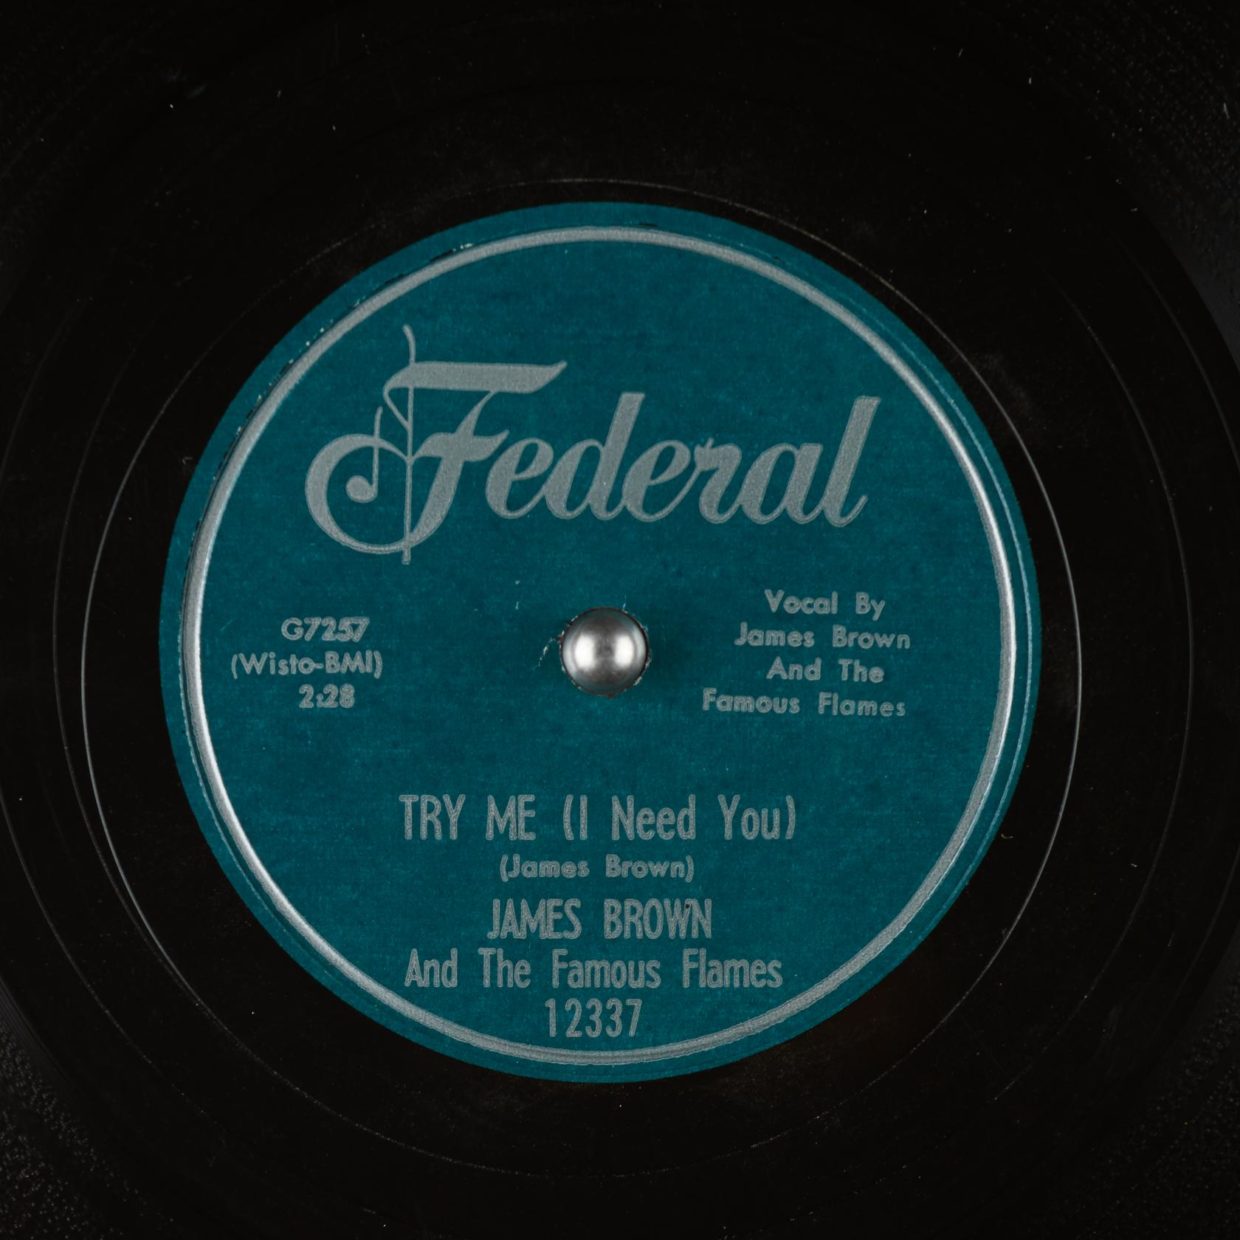 Federal
G7257
(Wisto-BMI)
2:28
Vocal By
James Brown
And The
Famous Flames
TRY ME (I Need You)
(James Brown)
JAMES BROWN
And The Famous Flames
12337